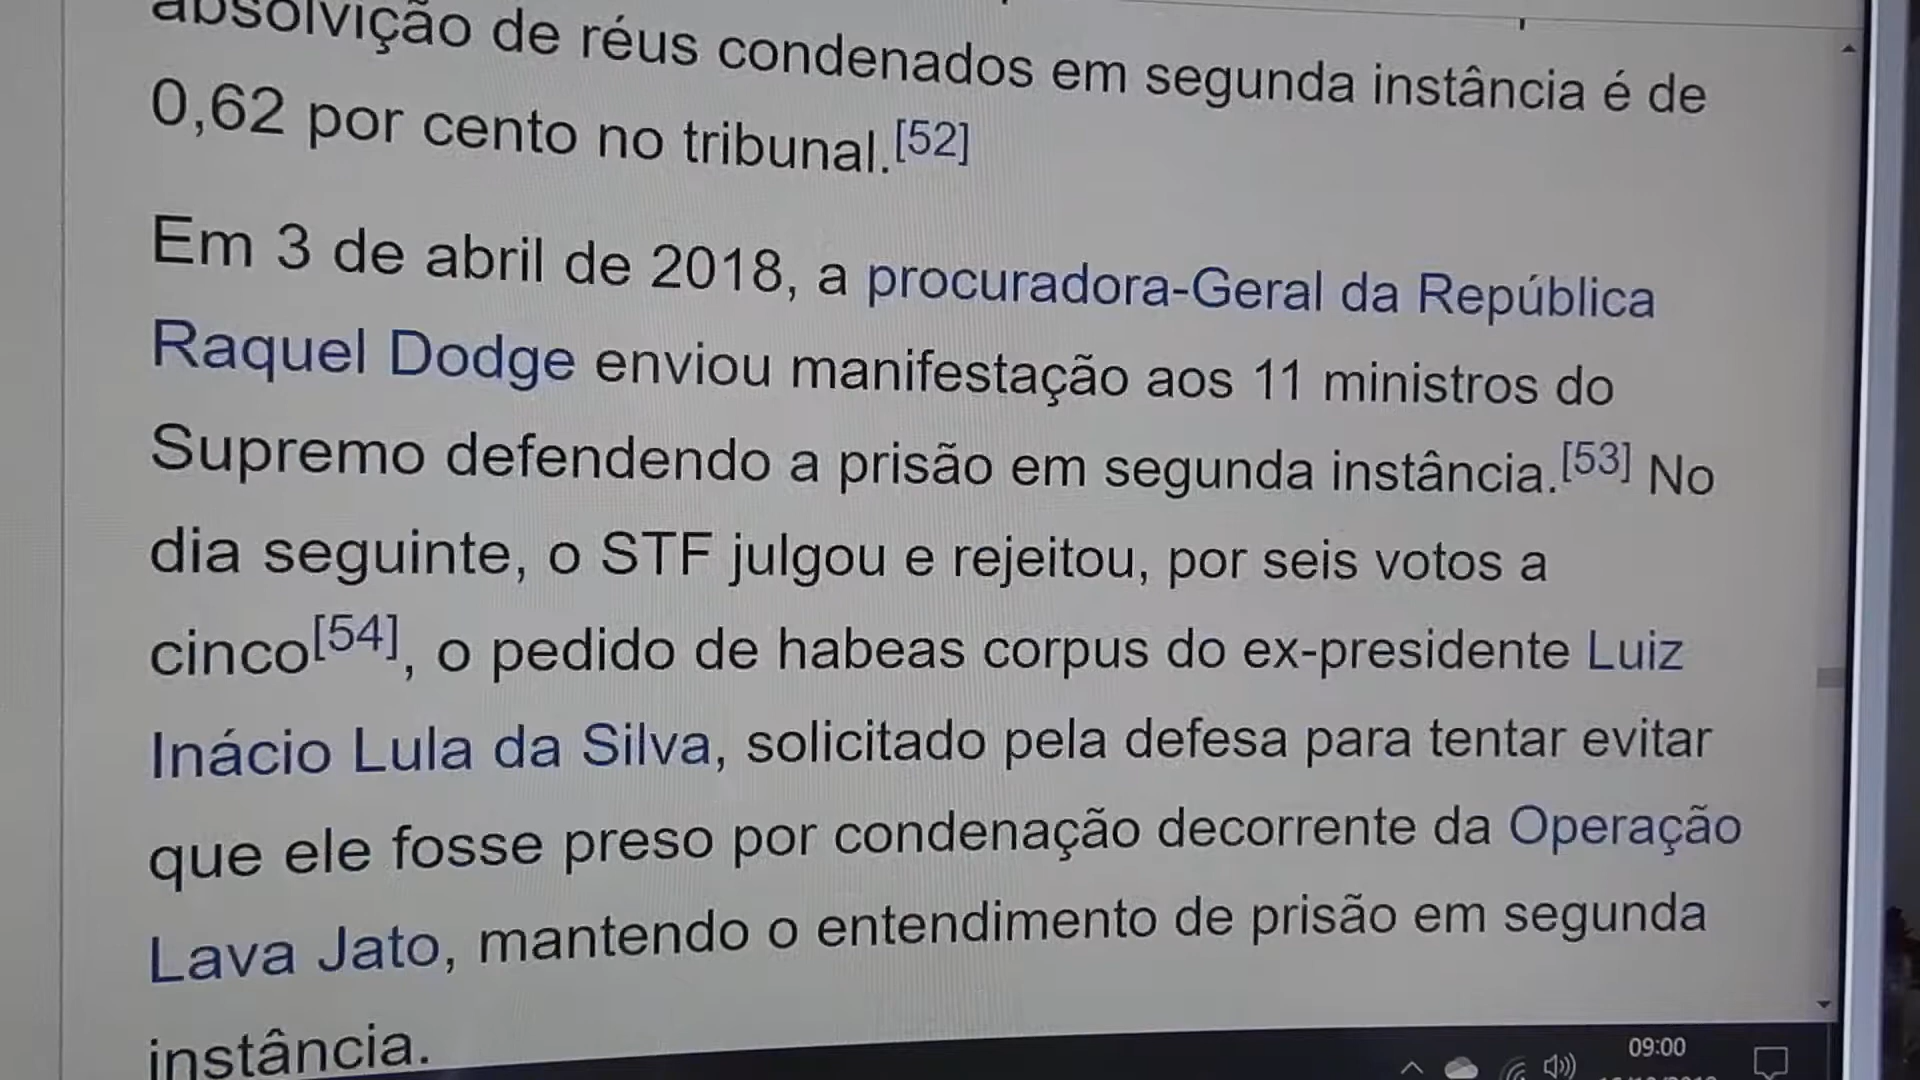 absolvição de réus condenados em segunda instância é de
0,62 por cento no tribunal.[52]
Em 3 de abril de 2018, a procuradora-Geral da República
Raquel Dodge enviou manifestação aos 11 ministros do
Supremo defendendo a prisão em segunda instância.[53] No
dia seguinte, o STF julgou e rejeitou, por seis votos a
cinco[54], o pedido de habeas corpus do ex-presidente Luiz
Inácio Lula da Silva, solicitado pela defesa para tentar evitar
que ele fosse preso por condenação decorrente da Operação
Lava Jato, mantendo o entendimento de prisão em segunda
instância.
09:00